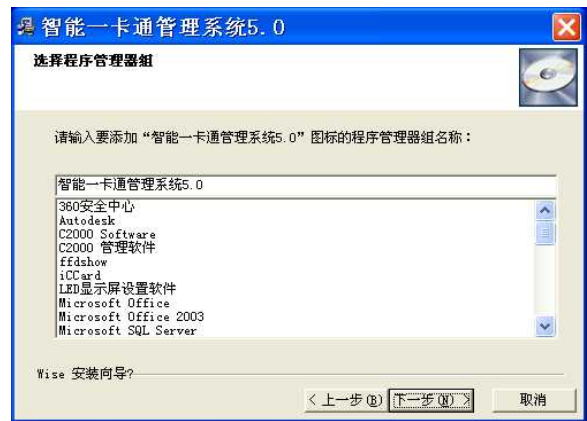 智能一卡通管理系统5.0
选择程序管理器组
请输入要添加“智能一卡通管理系统5.0”图标的程序管理器组名称：
智能一卡通管理系统5.0
360安全中心
Autodesk
C2000 Software
C2000 管理软件
ffdshow
iCCard
LED显示屏设置软件
Microsoft Office
Microsoft Office 2003
Microsoft SQL Server
Wise 安装向导?
< 上一步(B) 下一步(N) > 取消